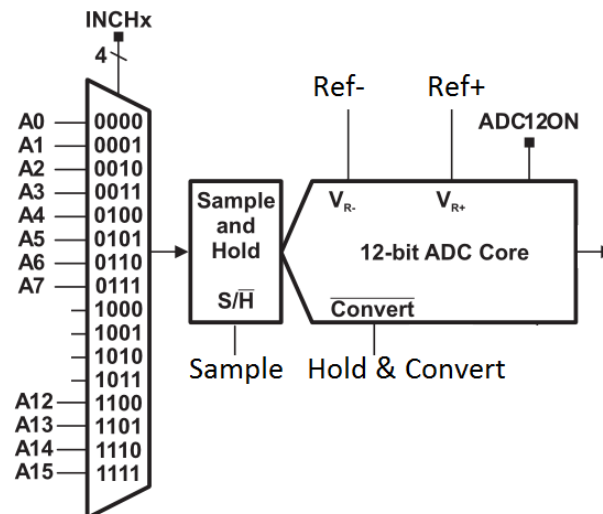 INCHx
4
Ref-
Ref+
ADC12ON
A0 0000
A1 0001
A2 0010
A3 0011
A4 0100
A5 0101
A6 0110
A7 0111
1000
1001
1010
1011
A12 1100
A13 1101
A14 1110
A15 1111
Sample
and
Hold
S/H̅
VR-
VR+
12-bit ADC Core
Convert
Sample
Hold & Convert